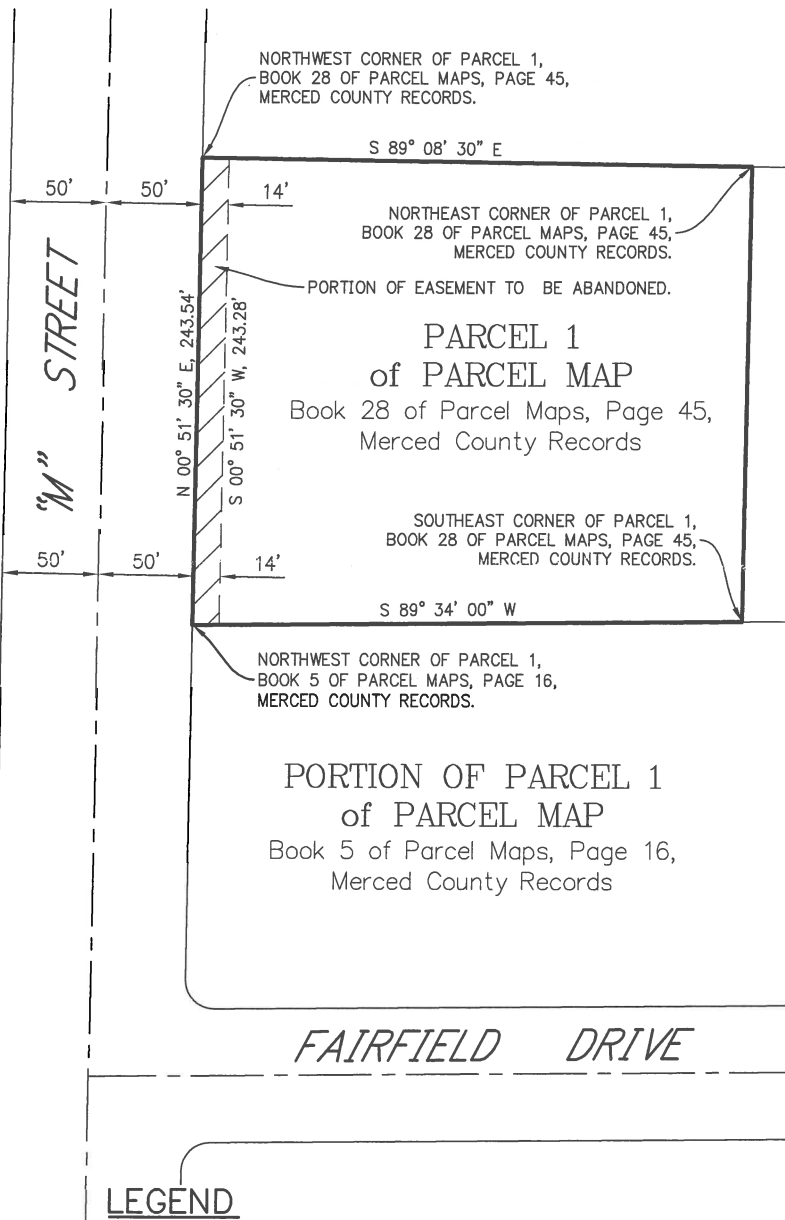 NORTHWEST CORNER OF PARCEL 1,
BOOK 28 OF PARCEL MAPS, PAGE 45,
MERCED COUNTY RECORDS.
S 89° 08' 30" E
50'
50'
14'
NORTHEAST CORNER OF PARCEL 1,
BOOK 28 OF PARCEL MAPS, PAGE 45,
MERCED COUNTY RECORDS.
PORTION OF EASEMENT TO BE ABANDONED.
"M" STREET
N 00° 51' 30" E, 243.54'
S 00° 51' 30" W, 243.28'
PARCEL 1
of PARCEL MAP
Book 28 of Parcel Maps, Page 45,
Merced County Records
SOUTHEAST CORNER OF PARCEL 1,
BOOK 28 OF PARCEL MAPS, PAGE 45,
MERCED COUNTY RECORDS.
50'
50'
14'
S 89° 34' 00" W
NORTHWEST CORNER OF PARCEL 1,
BOOK 5 OF PARCEL MAPS, PAGE 16,
MERCED COUNTY RECORDS.
PORTION OF PARCEL 1
of PARCEL MAP
Book 5 of Parcel Maps, Page 16,
Merced County Records
FAIRFIELD DRIVE
LEGEND